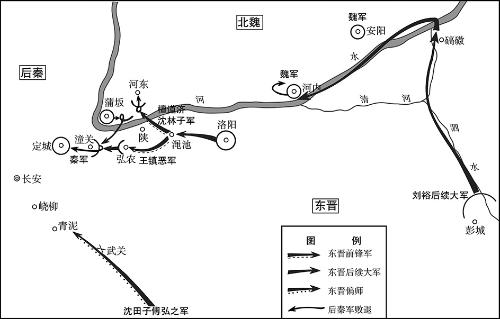 北魏
魏军
安阳
碻磝
水
后秦
魏军
河内
河东
蒲坂
檀道济
沈林子军
河
清
河
泗
水
陕
洛阳
潼关
定城
秦军
弘农
渑池
王镇恶军
长安
峣柳
青泥
武关
沈田子傅弘之军
东晋
刘裕后续大军
彭城
图 例
东晋前锋军
东晋后续大军
东晋偏师
后秦军败退